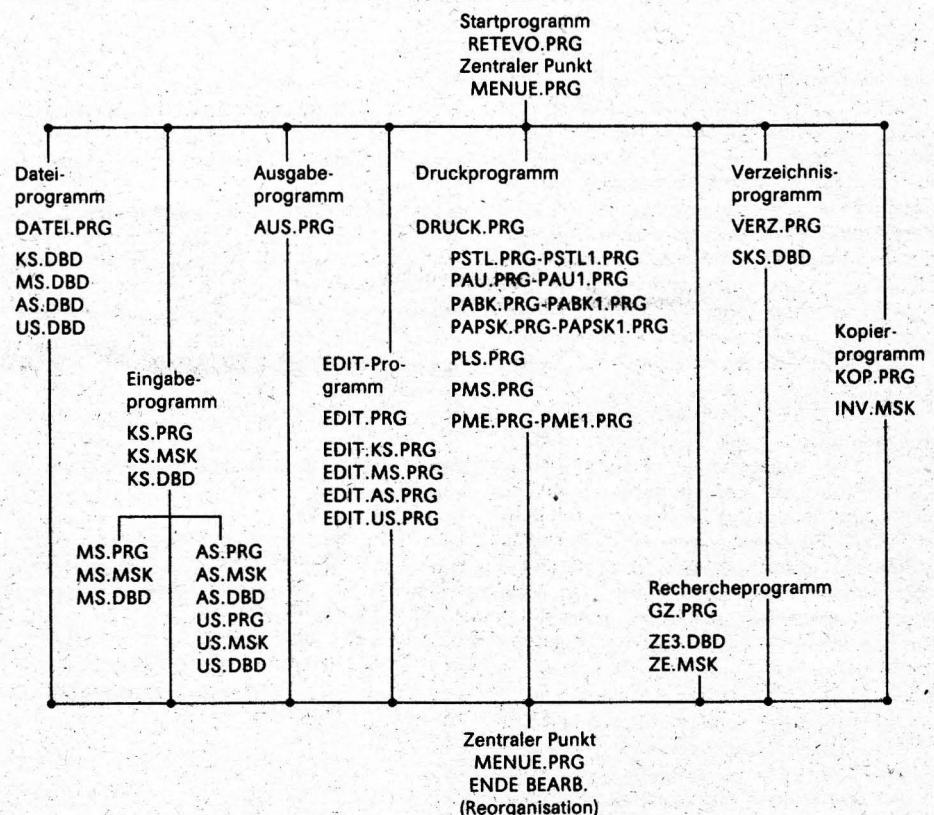 Startprogramm
RETEVO.PRG
Zentraler Punkt
MENUE.PRG
Datei-
programm
DATEI.PRG
KS.DBD
MS.DBD
AS.DBD
US.DBD
Eingabe-
programm
KS.PRG
KS.MSK
KS.DBD
MS.PRG
MS.MSK
MS.DBD
AS.PRG
AS.MSK
AS.DBD
US.PRG
US.MSK
US.DBD
Ausgabe-
programm
AUS.PRG
EDIT-Pro-
gramm
EDIT.PRG
EDIT.KS.PRG
EDIT.MS.PRG
EDIT.AS.PRG
EDIT.US.PRG
Druckprogramm
DRUCK.PRG
PSTL.PRG-PSTL1.PRG
PAU.PRG-PAU1.PRG
PABK.PRG-PABK1.PRG
PAPSK.PRG-PAPSK1.PRG
PLS.PRG
PMS.PRG
PME.PRG-PME1.PRG
Rechercheprogramm
GZ.PRG
ZE3.DBD
ZE.MSK
Verzeichnis-
programm
VERZ.PRG
SKS.DBD
Kopier-
programm
KOP.PRG
INV.MSK
Zentraler Punkt
MENUE.PRG
ENDE BEARB.
(Reorganisation)